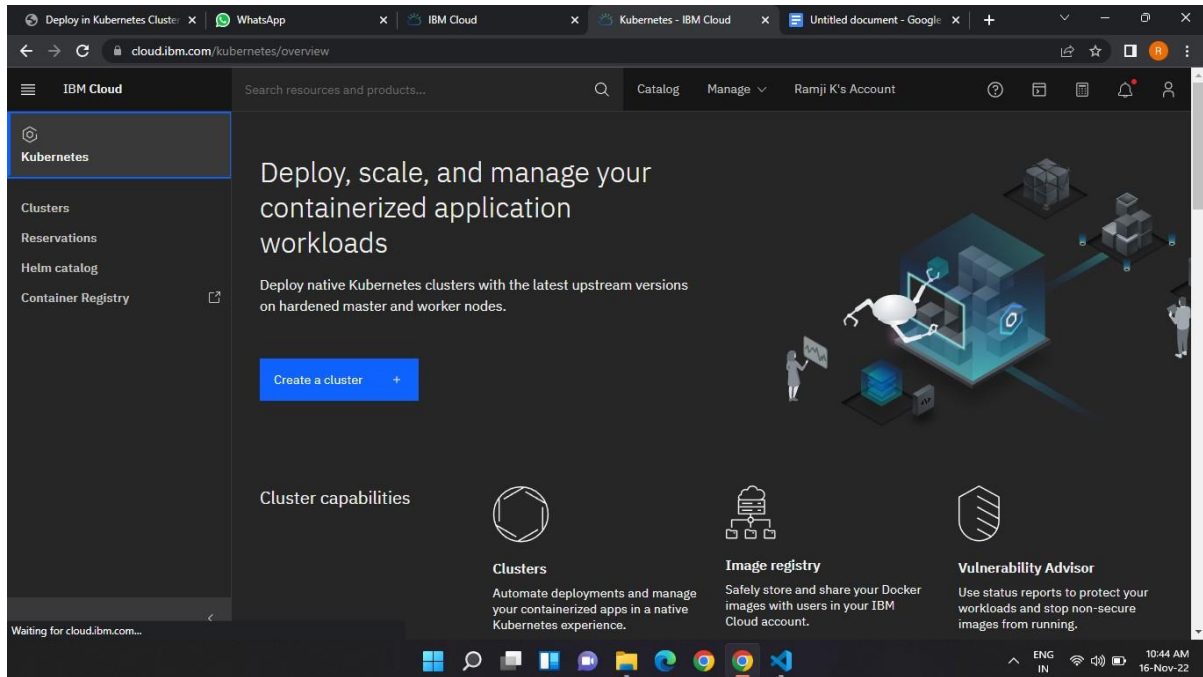 Deploy in Kubernetes Cluster
WhatsApp
IBM Cloud
Kubernetes - IBM Cloud
Untitled document - Google
cloud.ibm.com/kubernetes/overview
R
IBM Cloud
Search resources and products...
Catalog
Manage
Ramji K's Account
Kubernetes
Clusters
Reservations
Helm catalog
Container Registry
Deploy, scale, and manage your
containerized application
workloads
Deploy native Kubernetes clusters with the latest upstream versions
on hardened master and worker nodes.
Create a cluster +
Cluster capabilities
Clusters
Automate deployments and manage
your containerized apps in a native
Kubernetes experience.
Image registry
Safely store and share your Docker
images with users in your IBM
Cloud account.
Vulnerability Advisor
Use status reports to protect your
workloads and stop non-secure
images from running.
Waiting for cloud.ibm.com...
ENG
IN
10:44 AM
16-Nov-22